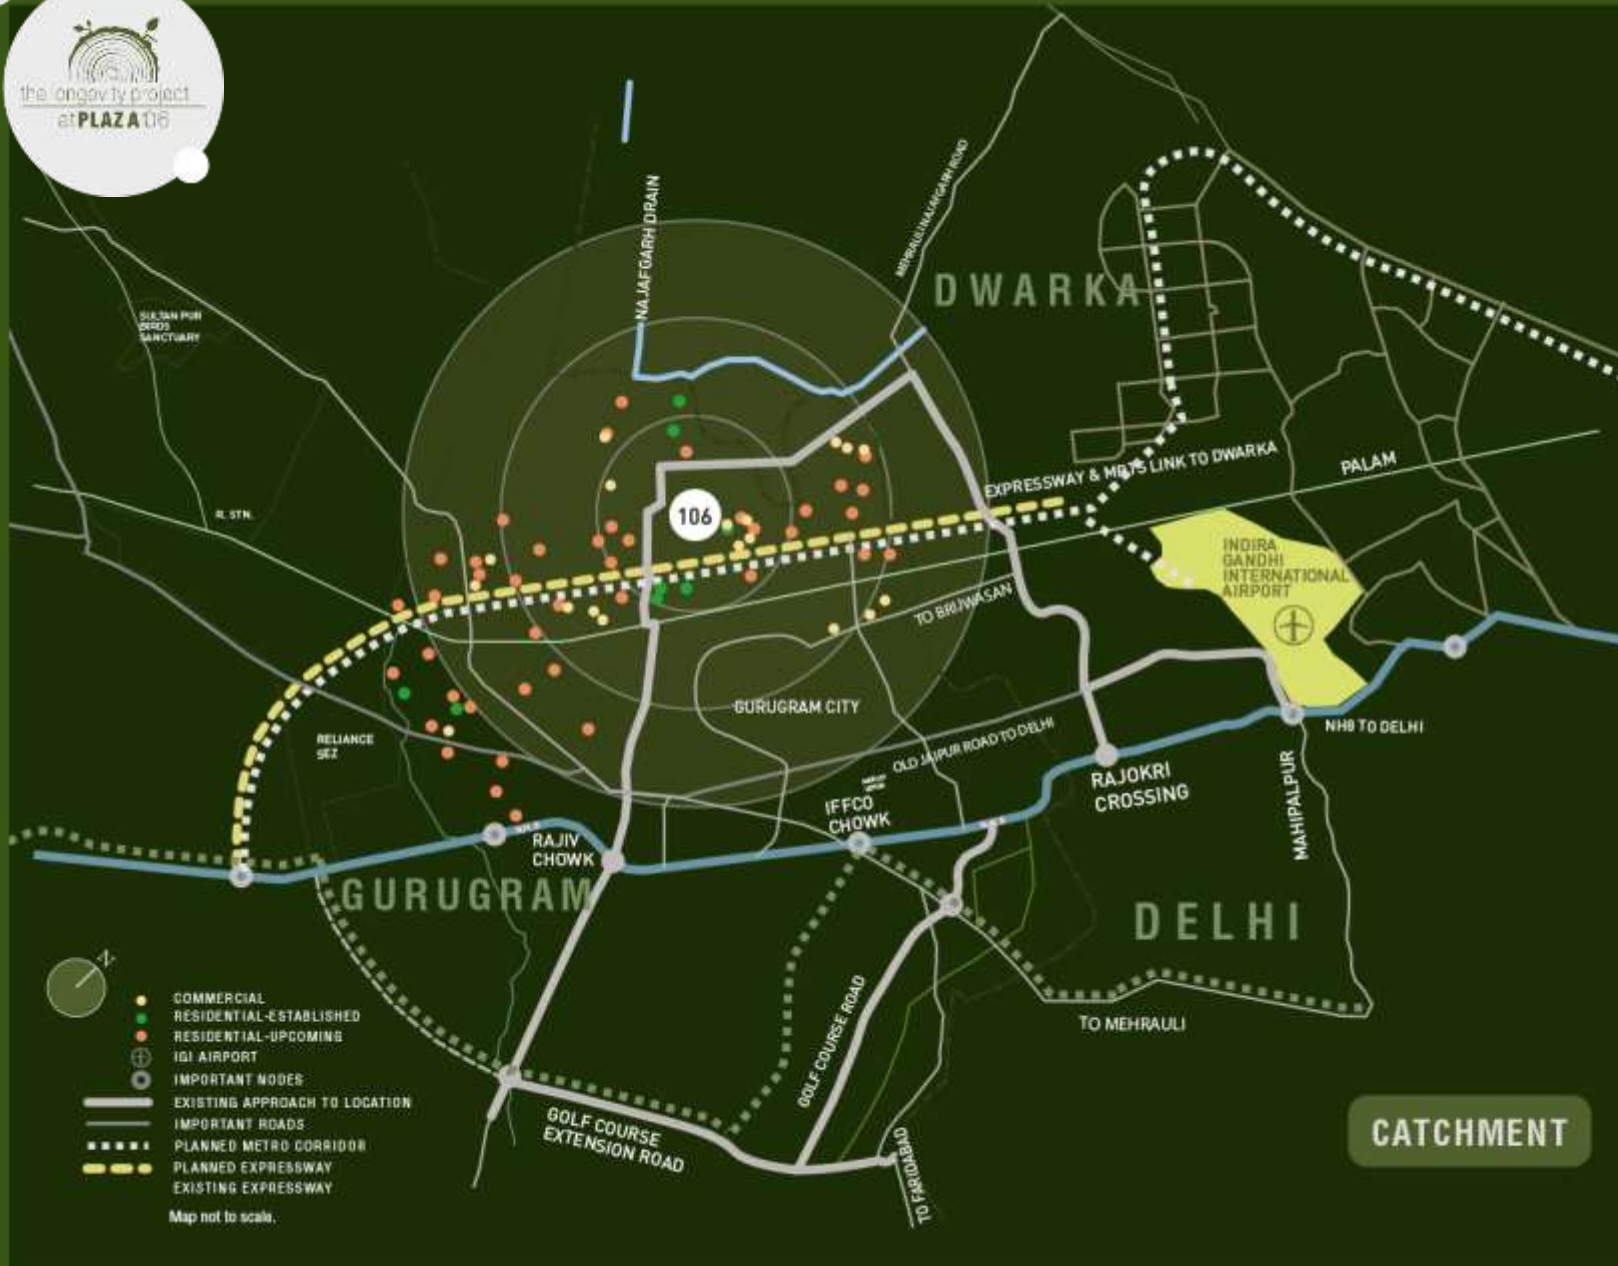 the longevity project
at PLAZA 106
NAJAFGARH DRAIN
MEHRAULI NAJAFGARH ROAD
DWARKA
SULTAN PUR
BIRDS
SANCTUARY
R. STN.
106
EXPRESSWAY & MRTS LINK TO DWARKA
PALAM
INDIRA
GANDHI
INTERNATIONAL
AIRPORT
TO BRIJWASAN
GURUGRAM CITY
OLD JAIPUR ROAD TO DELHI
RELIANCE
SEZ
NH8 TO DELHI
RAJOKRI
CROSSING
MAHIPALPUR
IFFCO
CHOWK
RAJIV
CHOWK
GURUGRAM
DELHI
TO MEHRAULI
GOLF COURSE ROAD
GOLF COURSE
EXTENSION ROAD
TO FARIDABAD
N
COMMERCIAL
RESIDENTIAL-ESTABLISHED
RESIDENTIAL-UPCOMING
IGI AIRPORT
IMPORTANT NODES
EXISTING APPROACH TO LOCATION
IMPORTANT ROADS
PLANNED METRO CORRIDOR
PLANNED EXPRESSWAY
EXISTING EXPRESSWAY
Map not to scale.
CATCHMENT